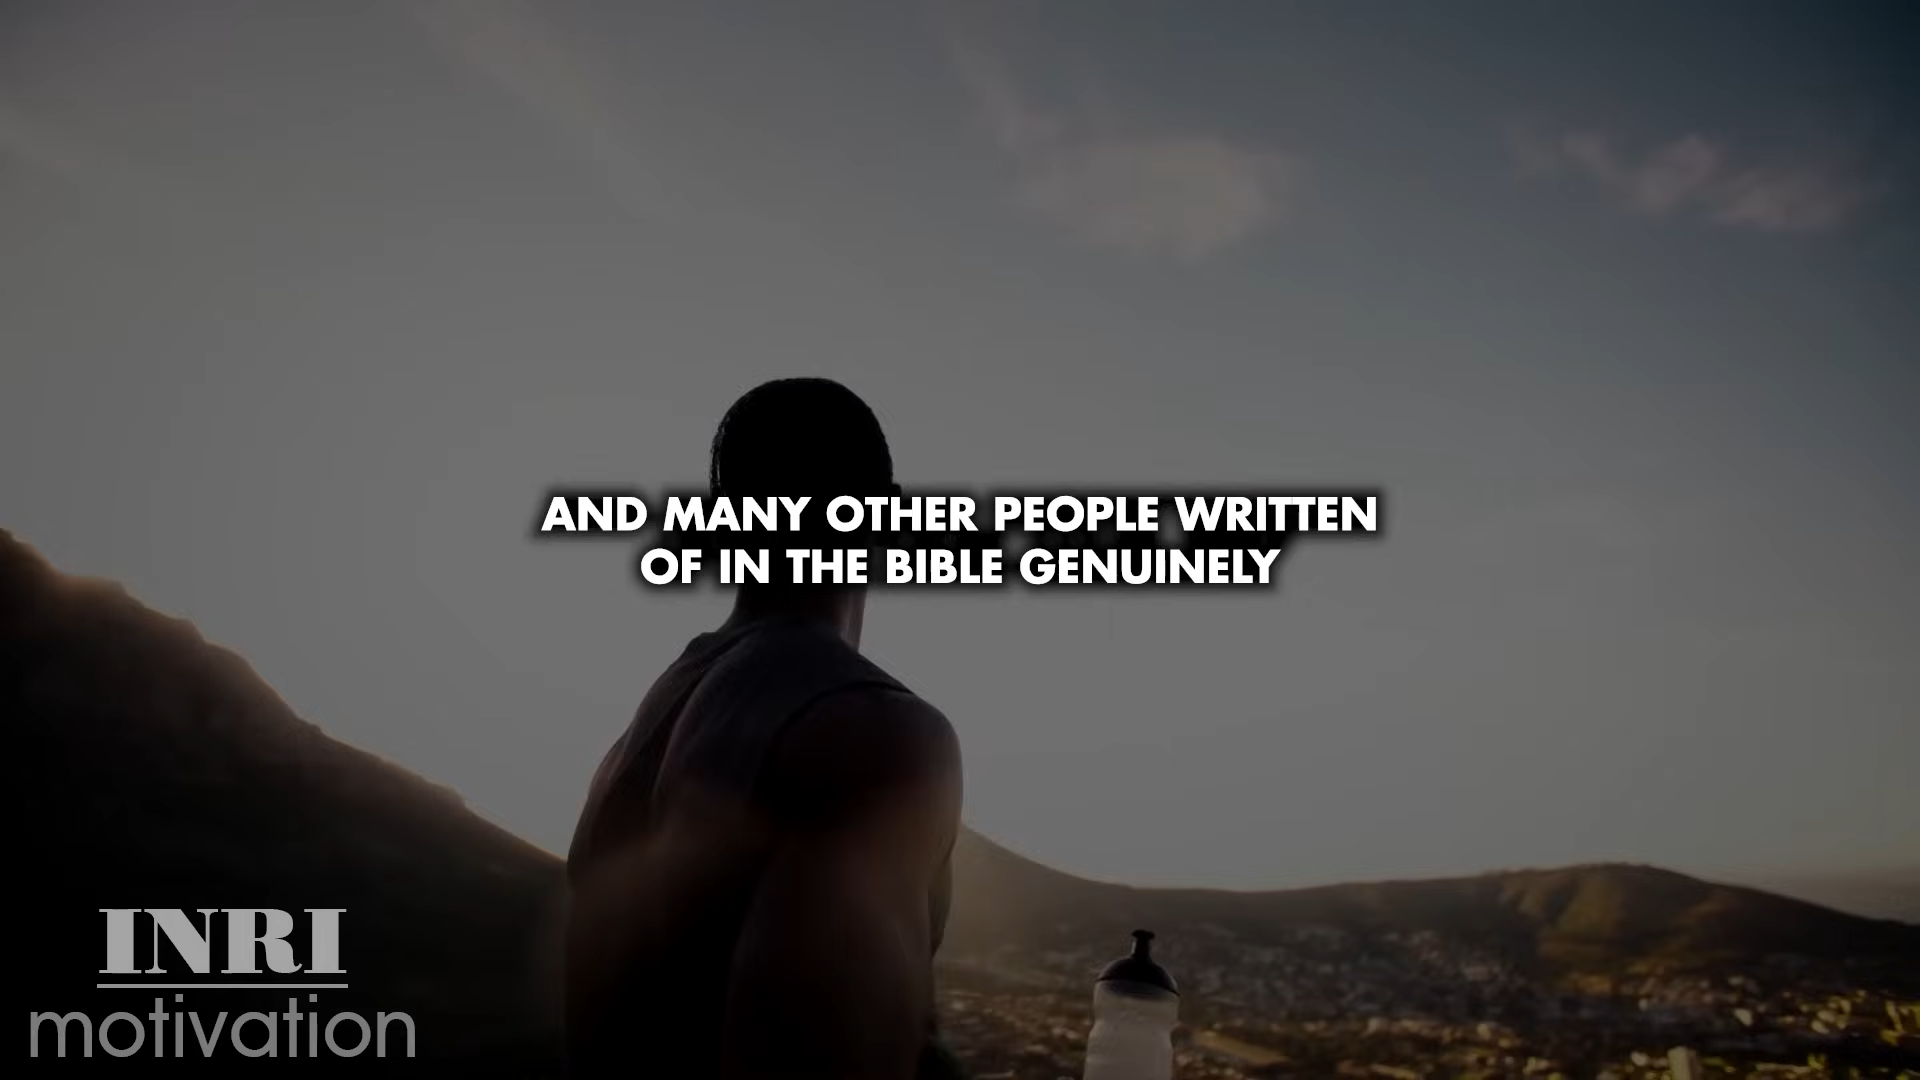 AND MANY OTHER PEOPLE WRITTEN
OF IN THE BIBLE GENUINELY
INRI
motivation